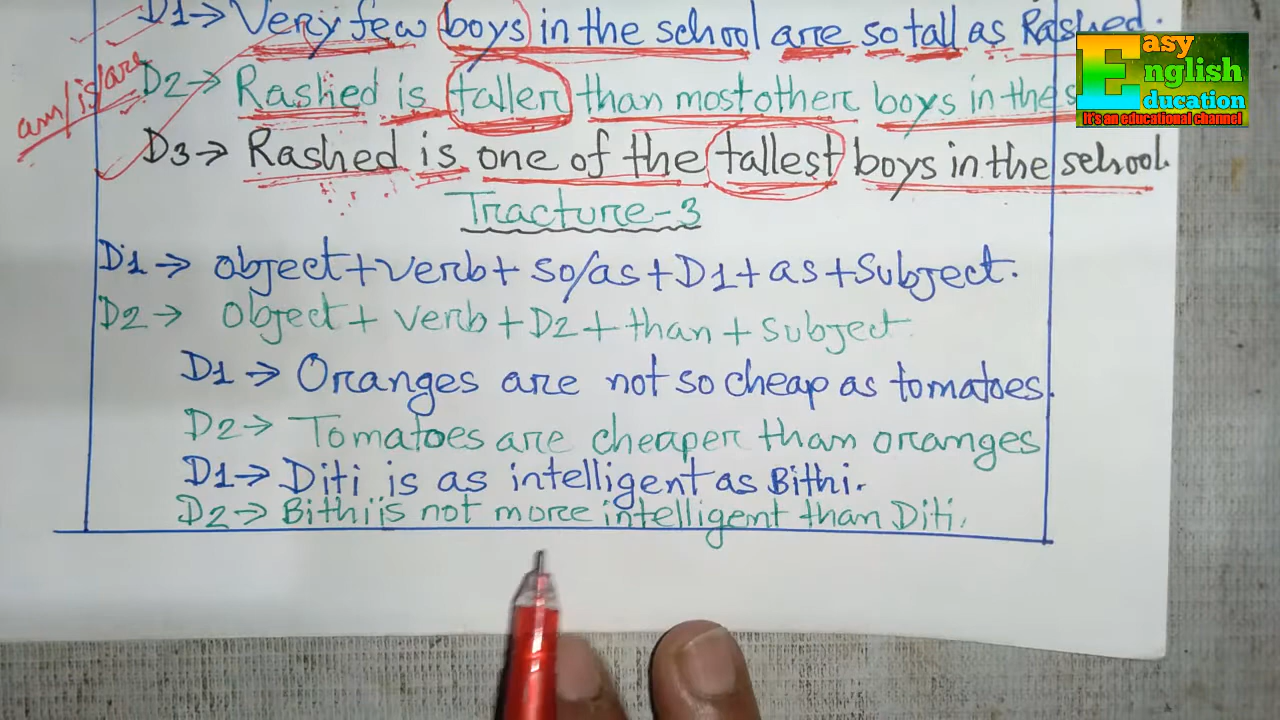 D1→ Very few boys in the school are so tall as Rashed.
am/is/are
D2→ Rashed is taller than most other boys in the s
D3→ Rashed is one of the tallest boys in the school.
Tracture-3
D1→ object+verb+ so/as+D1+as+Subject.
D2→ object+ verb+D2+than+Subject.
D1→ Oranges are not so cheap as tomatoes.
D2→ Tomatoes are cheaper than oranges
D1→ Diti is as intelligent as Bithi.
D2→ Bithi is not more intelligent than Diti.
Easy
English
Education
It's an educational channel